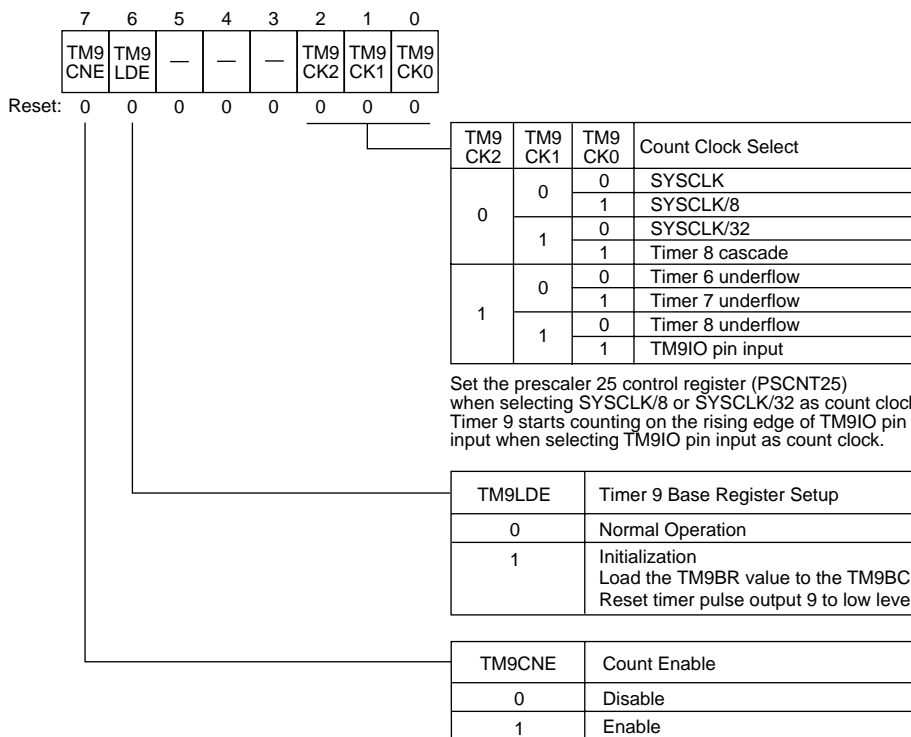 7 6 5 4 3 2 1 0
TM9 CNE TM9 LDE — — — TM9 CK2 TM9 CK1 TM9 CK0
Reset: 0 0 0 0 0 0 0 0
TM9 CK2 TM9 CK1 TM9 CK0 Count Clock Select
0 0 0 SYSCLK
1 SYSCLK/8
1 0 SYSCLK/32
1 Timer 8 cascade
1 0 0 Timer 6 underflow
1 Timer 7 underflow
1 0 Timer 8 underflow
1 TM9IO pin input
Set the prescaler 25 control register (PSCNT25)
when selecting SYSCLK/8 or SYSCLK/32 as count cloc
Timer 9 starts counting on the rising edge of TM9IO pin
input when selecting TM9IO pin input as count clock.
TM9LDE Timer 9 Base Register Setup
0 Normal Operation
1 Initialization
Load the TM9BR value to the TM9BC
Reset timer pulse output 9 to low leve
TM9CNE Count Enable
0 Disable
1 Enable